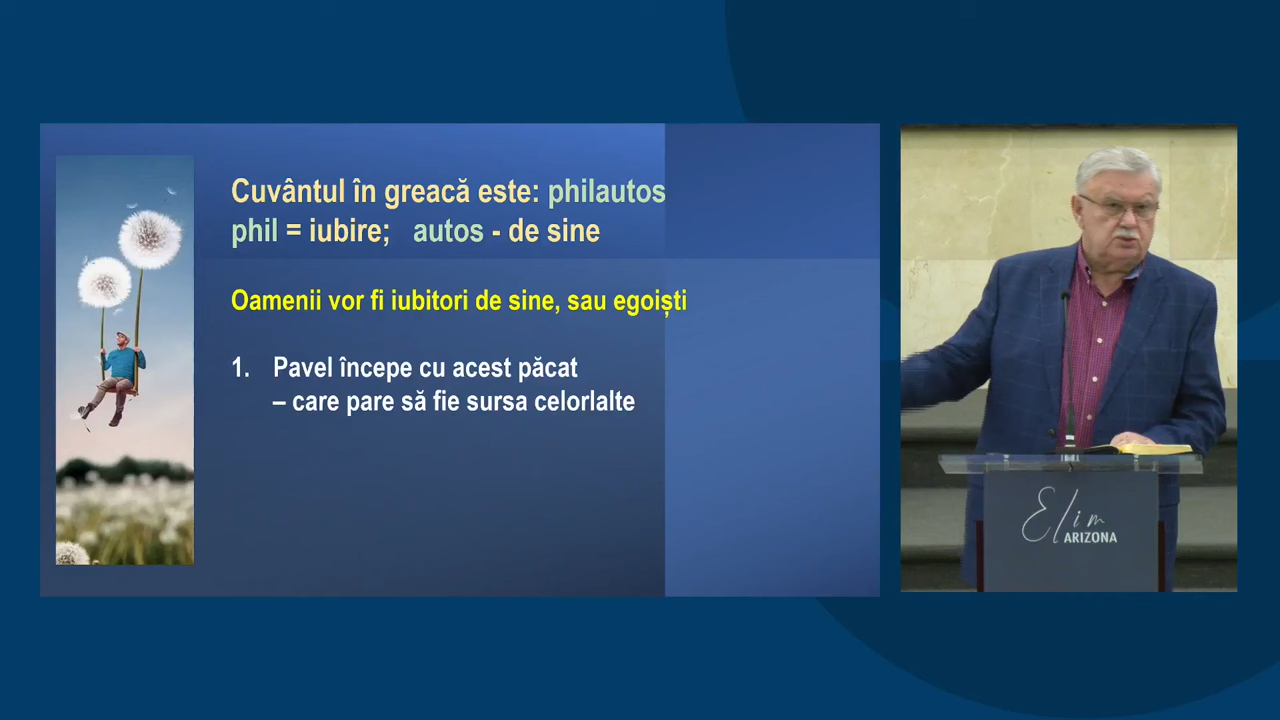 Cuvântul în greacă este: philautos
phil = iubire; autos - de sine
Oamenii vor fi iubitori de sine, sau egoiști
1. Pavel începe cu acest păcat
– care pare să fie sursa celorlalte
Elim
ARIZONA